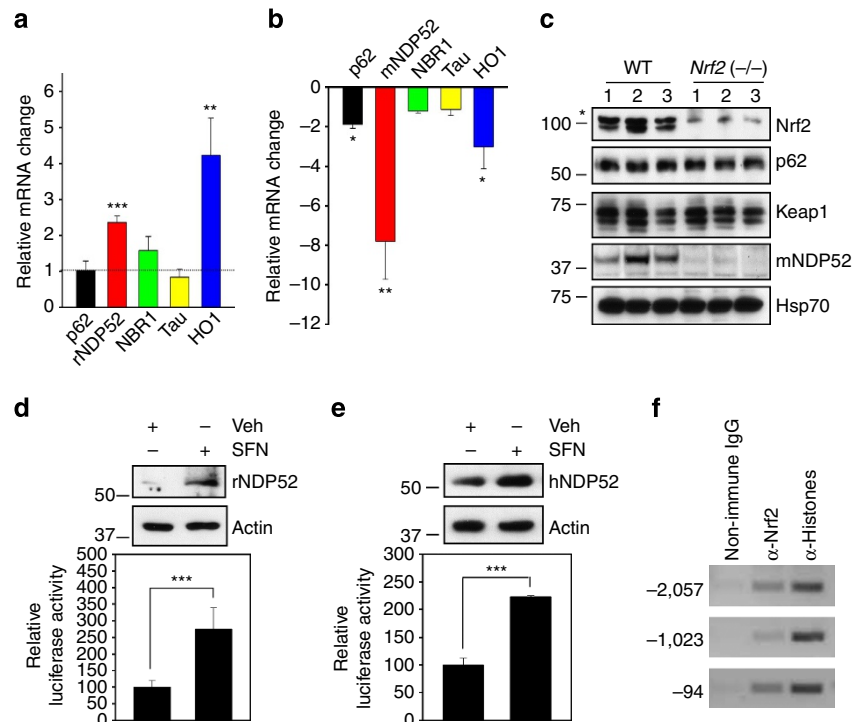 a
Relative mRNA change
6
5
4
3
2
1
0
**
***
p62
rNDP52
NBR1
Tau
HO1
b
p62
mNDP52
NBR1
Tau
HO1
Relative mRNA change
0
−2
−4
−6
−8
−10
−12
*
**
*
c
WT
Nrf2 (−/−)
1 2 3 1 2 3
*
100
Nrf2
50
p62
75
Keap1
37
mNDP52
75
Hsp70
d
+ − Veh
− + SFN
50
rNDP52
37
Actin
Relative
luciferase activity
500
450
400
350
300
250
200
150
100
50
0
***
e
+ − Veh
− + SFN
50
hNDP52
37
Actin
Relative
luciferase activity
300
250
200
150
100
50
0
***
f
Non-immune IgG
α-Nrf2
α-Histones
−2,057
−1,023
−94